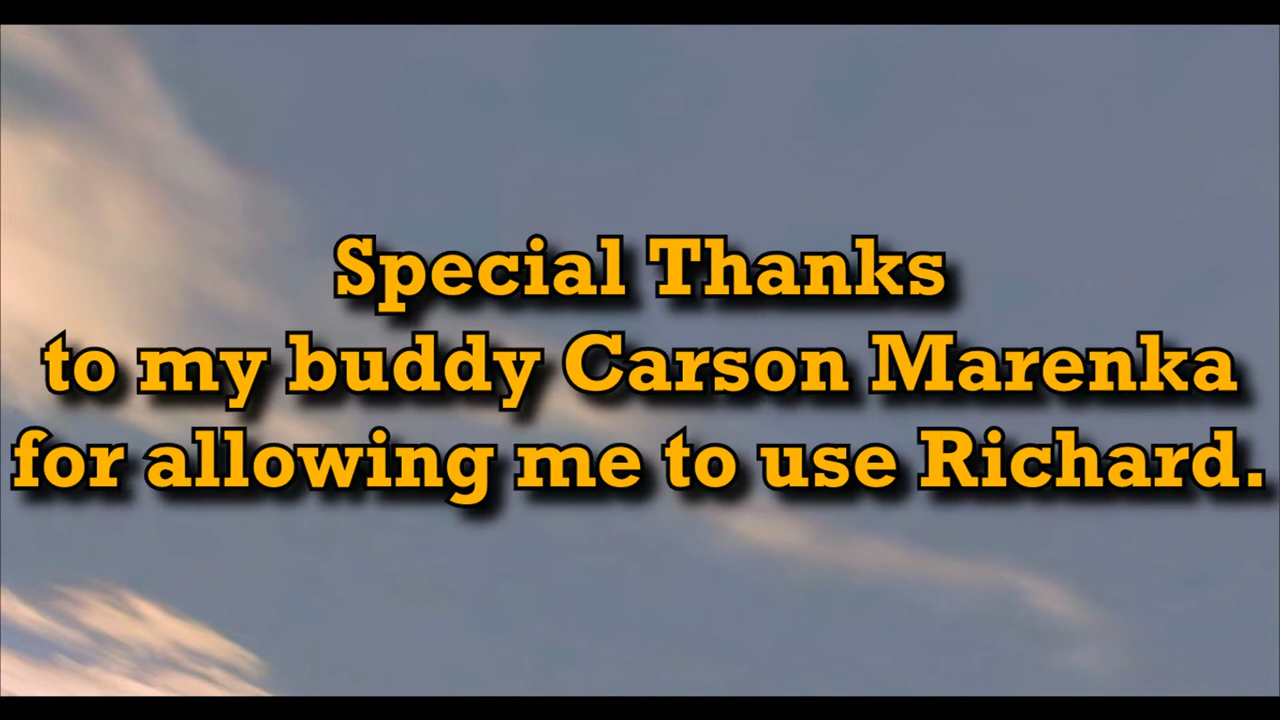 Special Thanks
to my buddy Carson Marenka
for allowing me to use Richard.